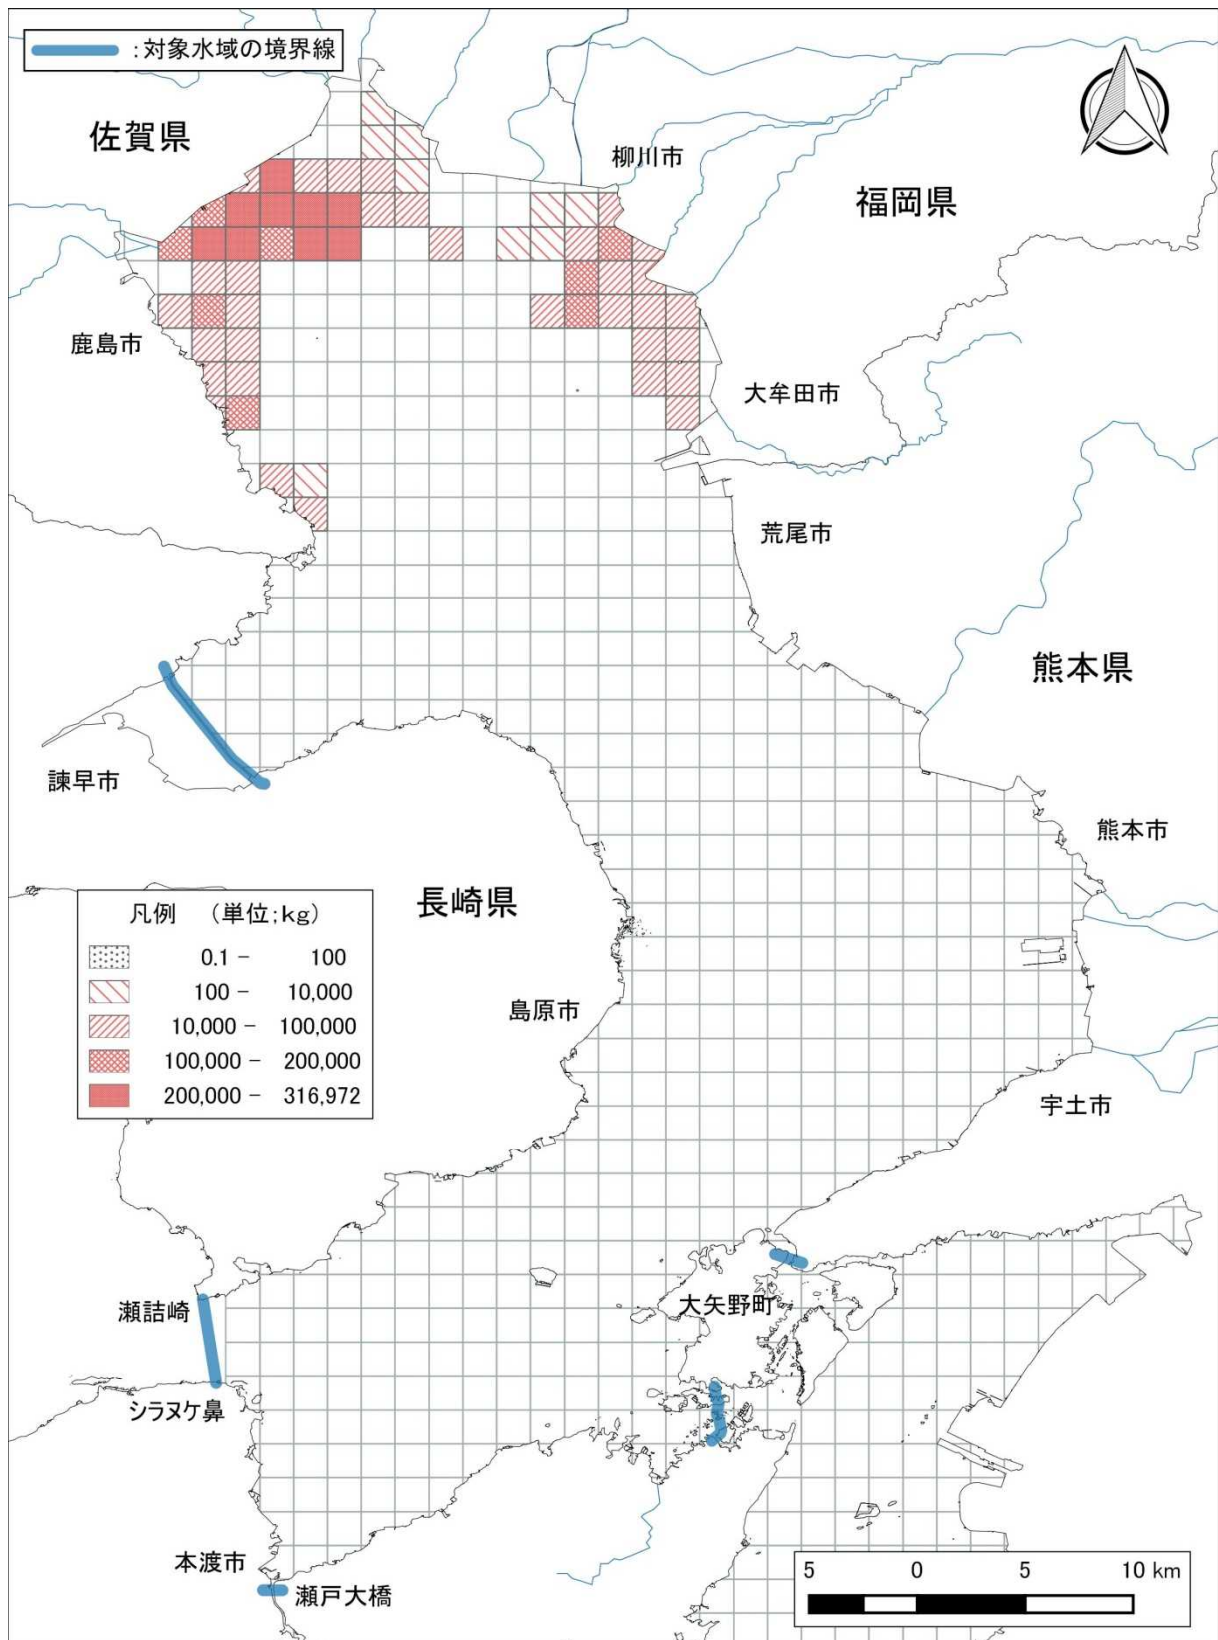 ：対象水域の境界線
佐賀県
柳川市
福岡県
鹿島市
大牟田市
荒尾市
熊本県
諫早市
熊本市
長崎県
凡例　（単位;kg）
0.1 － 100
100 － 10,000
10,000 － 100,000
100,000 － 200,000
200,000 － 316,972
島原市
宇土市
大矢野町
瀬詰崎
シラヌケ鼻
本渡市
瀬戸大橋
5 0 5 10 km